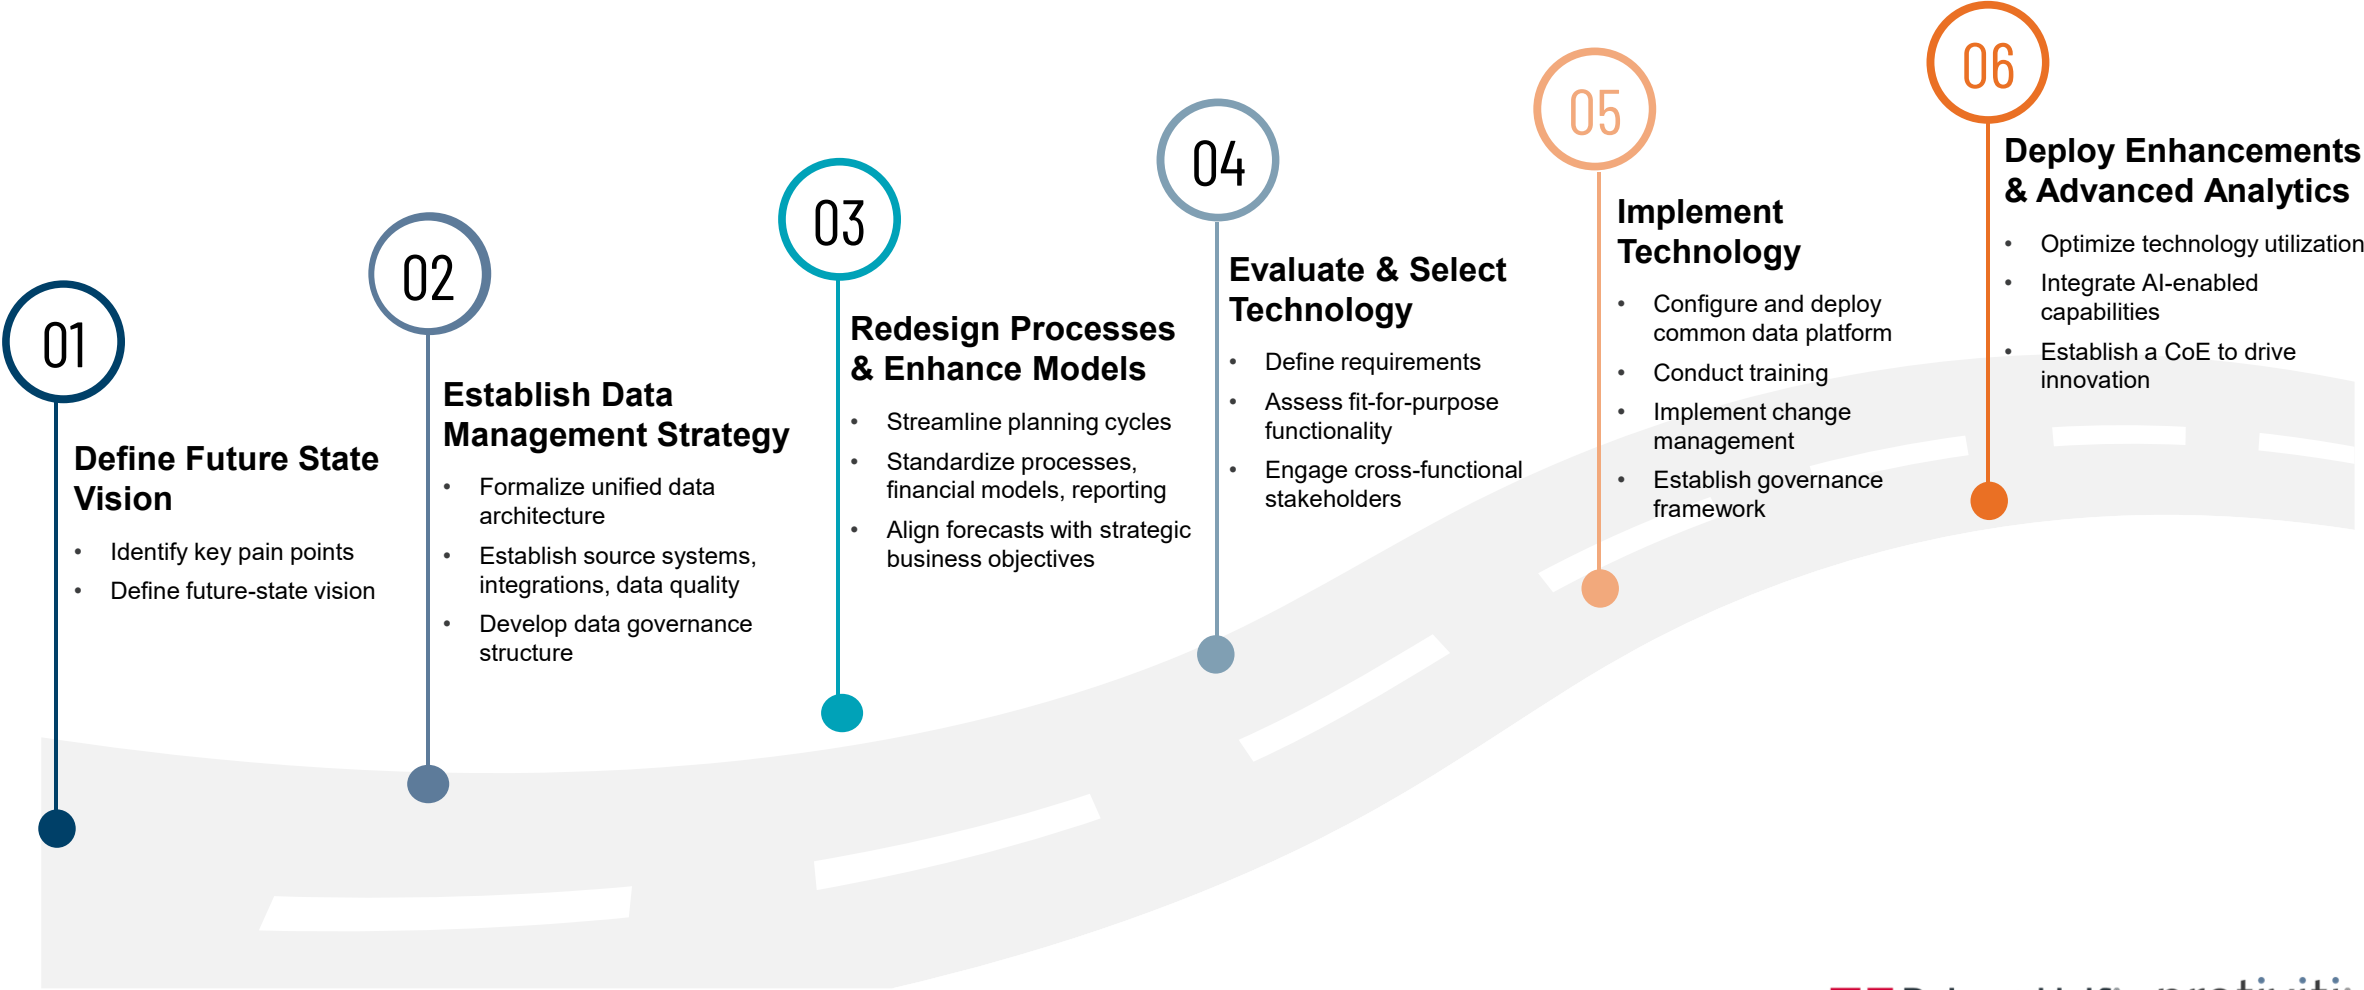 01
Define Future State
Vision
• Identify key pain points
• Define future-state vision
02
Establish Data
Management Strategy
• Formalize unified data
architecture
• Establish source systems,
integrations, data quality
• Develop data governance
structure
03
Redesign Processes
& Enhance Models
• Streamline planning cycles
• Standardize processes,
financial models, reporting
• Align forecasts with strategic
business objectives
04
Evaluate & Select
Technology
• Define requirements
• Assess fit-for-purpose
functionality
• Engage cross-functional
stakeholders
05
Implement
Technology
• Configure and deploy
common data platform
• Conduct training
• Implement change
management
• Establish governance
framework
06
Deploy Enhancements
& Advanced Analytics
• Optimize technology utilization
• Integrate AI-enabled
capabilities
• Establish a CoE to drive
innovation